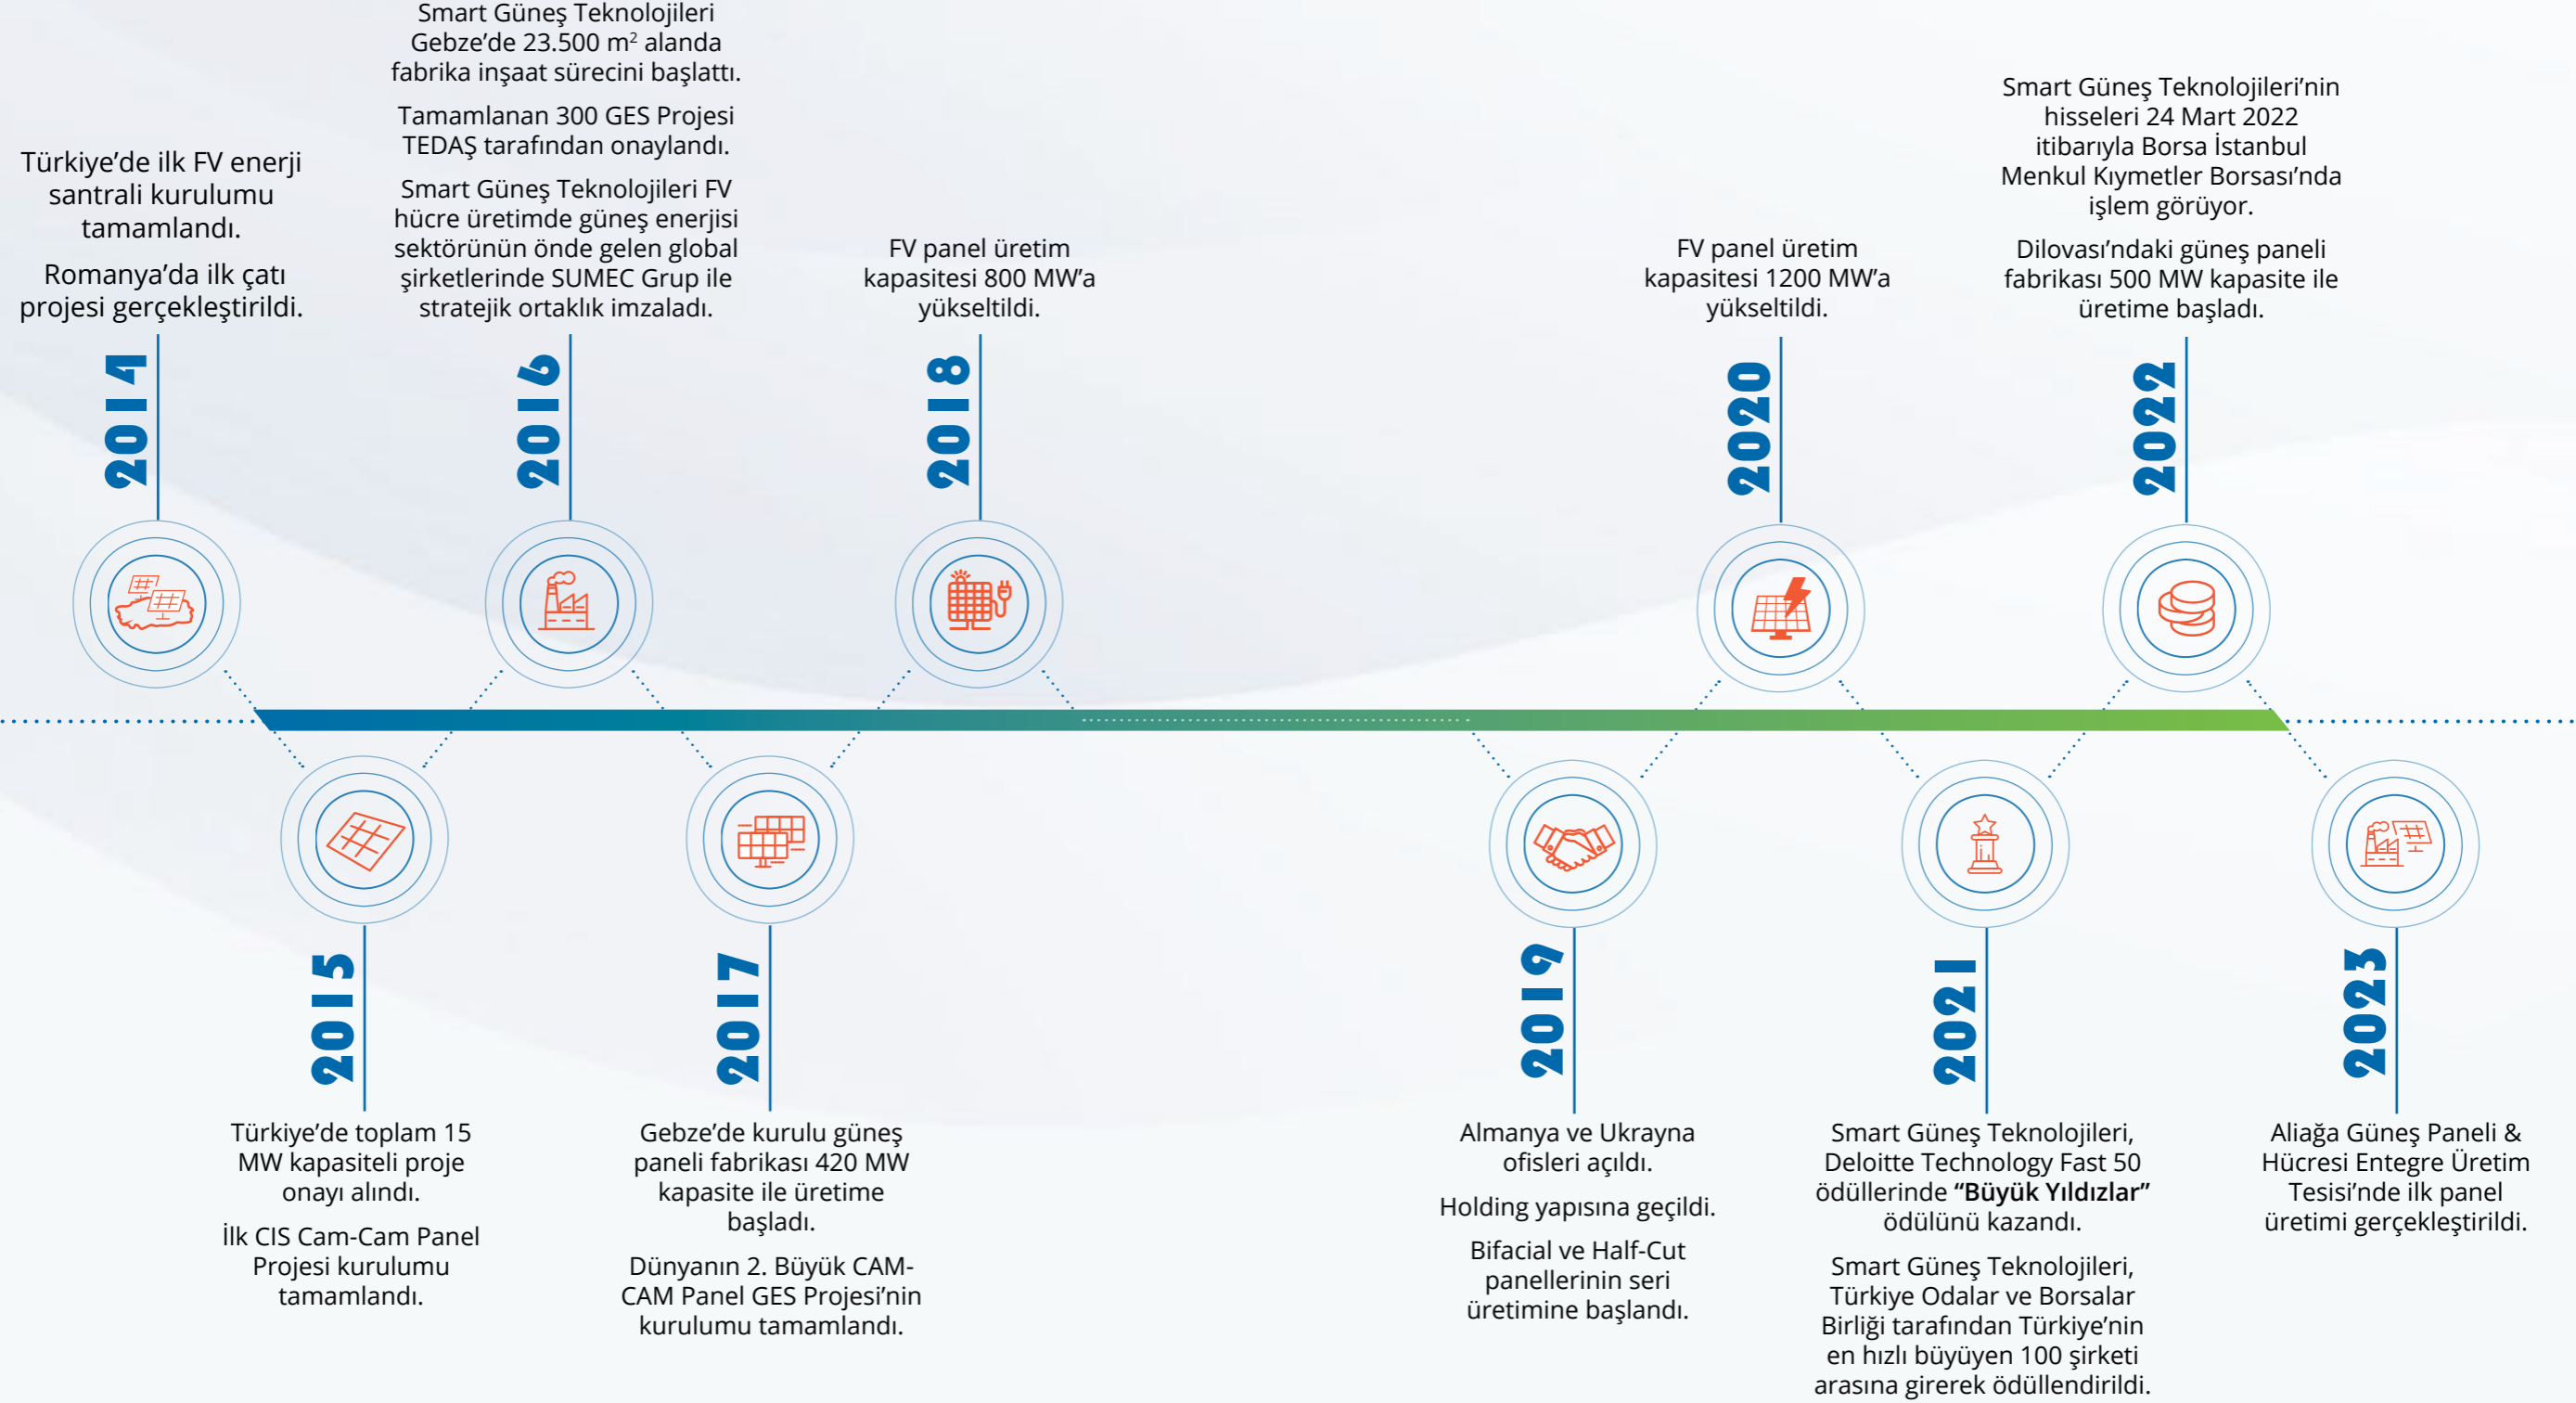 Türkiye’de ilk FV enerji
santrali kurulumu
tamamlandı.
Romanya’da ilk çatı
projesi gerçekleştirildi.
2014
Türkiye’de toplam 15
MW kapasiteli proje
onayı alındı.
İlk CIS Cam-Cam Panel
Projesi kurulumu
tamamlandı.
2015
Smart Güneş Teknolojileri
Gebze’de 23.500 m² alanda
fabrika inşaat sürecini başlattı.
Tamamlanan 300 GES Projesi
TEDAŞ tarafından onaylandı.
Smart Güneş Teknolojileri FV
hücre üretimde güneş enerjisi
sektörünün önde gelen global
şirketlerinde SUMEC Grup ile
stratejik ortaklık imzaladı.
2016
2017
Gebze’de kurulu güneş
paneli fabrikası 420 MW
kapasite ile üretime
başladı.
Dünyanın 2. Büyük CAM-
CAM Panel GES Projesi’nin
kurulumu tamamlandı.
FV panel üretim
kapasitesi 800 MW’a
yükseltildi.
2018
2019
Almanya ve Ukrayna
ofisleri açıldı.
Holding yapısına geçildi.
Bifacial ve Half-Cut
panellerinin seri
üretimine başlandı.
FV panel üretim
kapasitesi 1200 MW’a
yükseltildi.
2020
2021
Smart Güneş Teknolojileri,
Deloitte Technology Fast 50
ödüllerinde “Büyük Yıldızlar”
ödülünü kazandı.
Smart Güneş Teknolojileri,
Türkiye Odalar ve Borsalar
Birliği tarafından Türkiye’nin
en hızlı büyüyen 100 şirketi
arasına girerek ödüllendirildi.
Smart Güneş Teknolojileri’nin
hisseleri 24 Mart 2022
itibarıyla Borsa İstanbul
Menkul Kıymetler Borsası’nda
işlem görüyor.
Dilovası’ndaki güneş paneli
fabrikası 500 MW kapasite ile
üretime başladı.
2022
2023
Aliağa Güneş Paneli &
Hücresi Entegre Üretim
Tesisi’nde ilk panel
üretimi gerçekleştirildi.